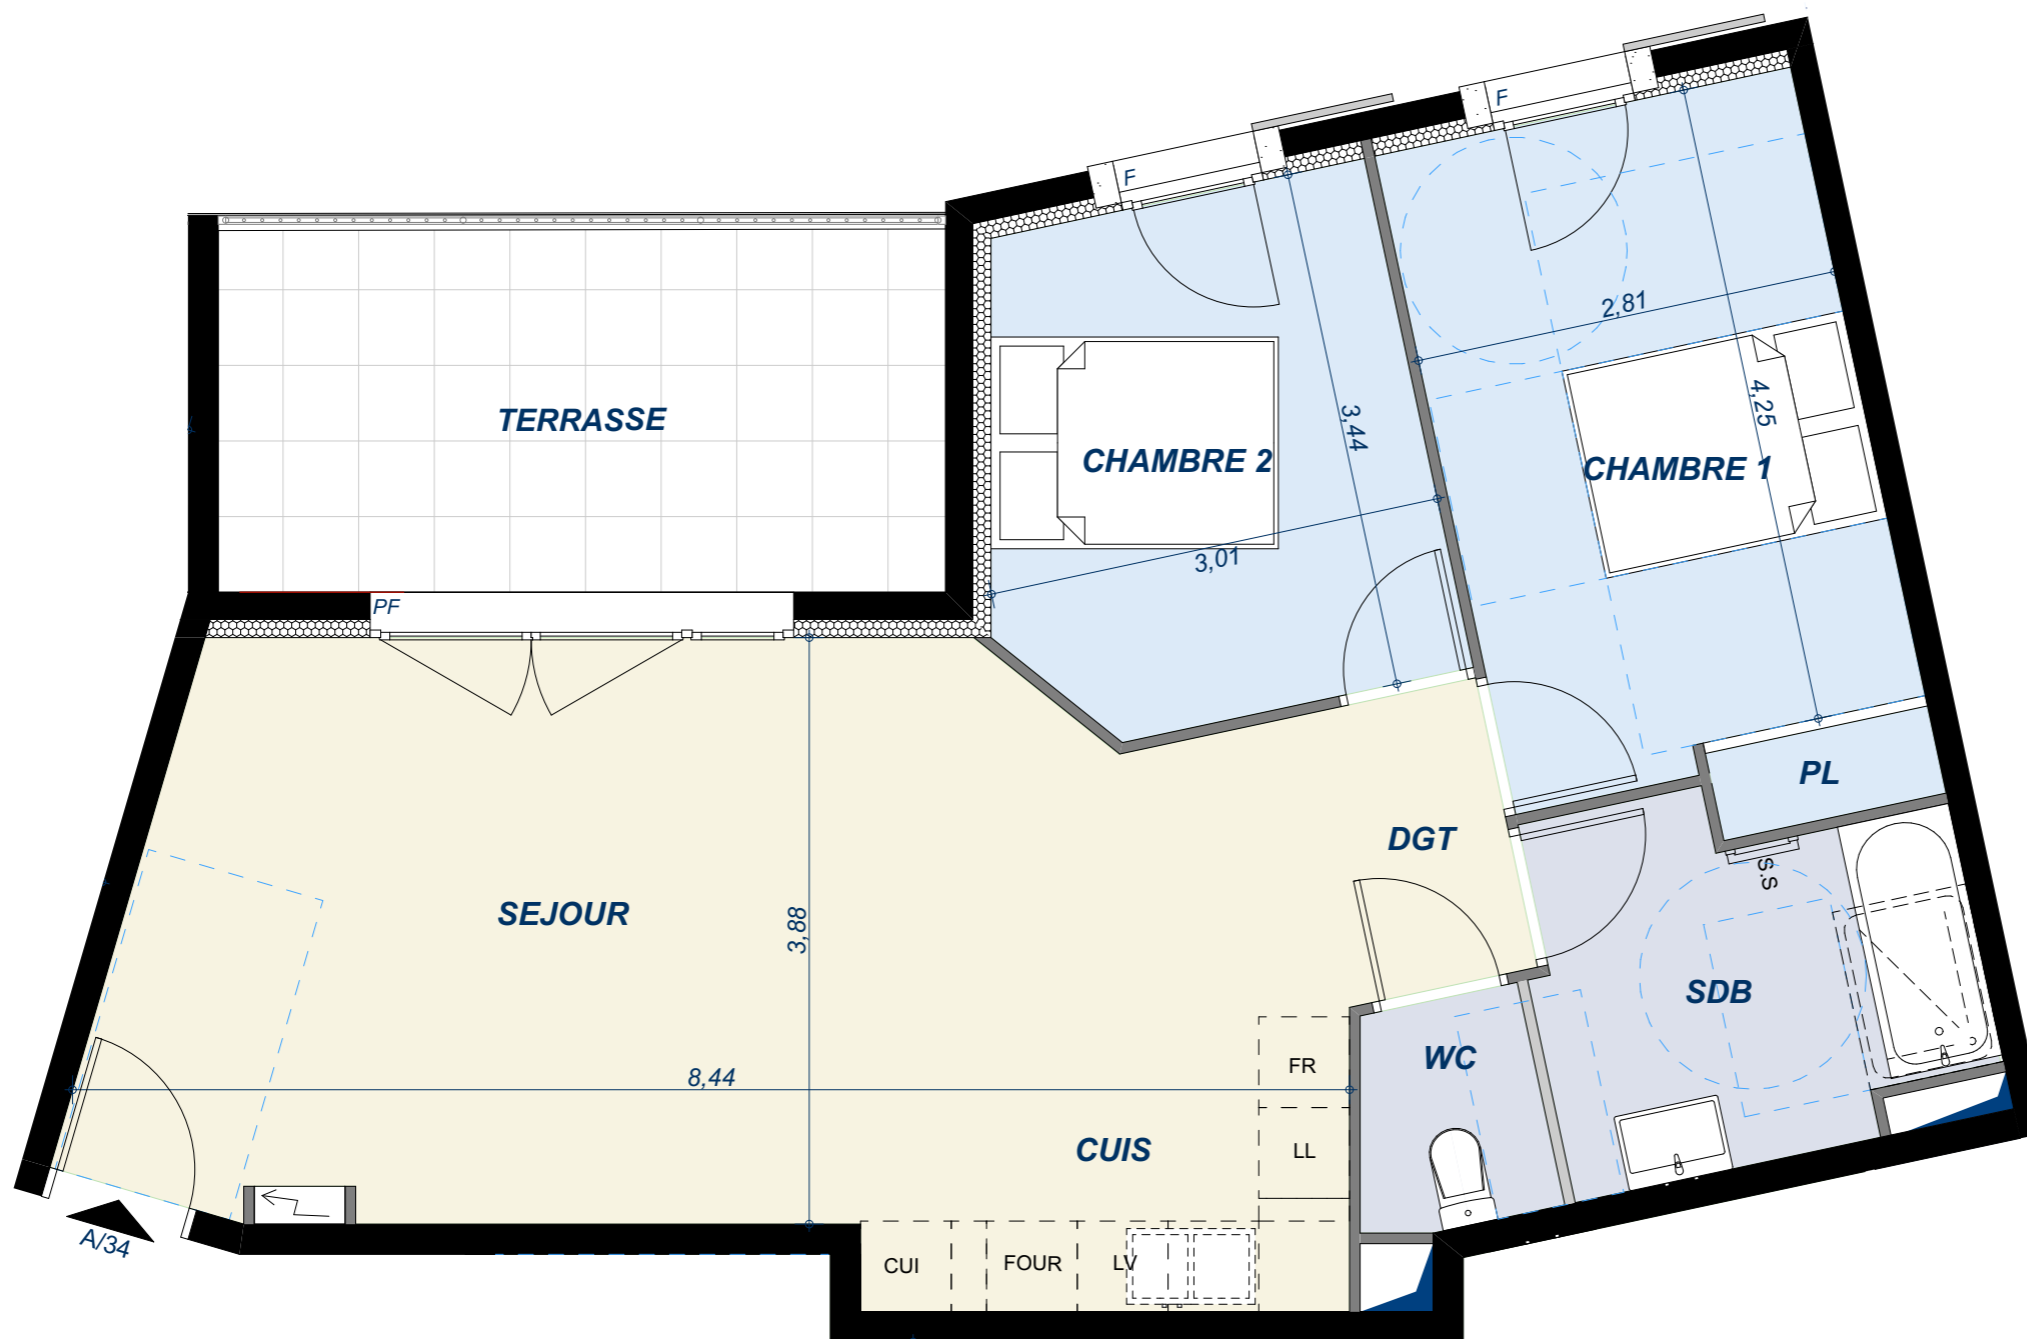 F
F
2,81
TERRASSE
3,44
4,25
CHAMBRE 2
CHAMBRE 1
3,01
PF
PL
DGT
S.S
SEJOUR
3,88
SDB
WC
FR
8,44
CUIS
LL
A/34
CUI
FOUR
LV